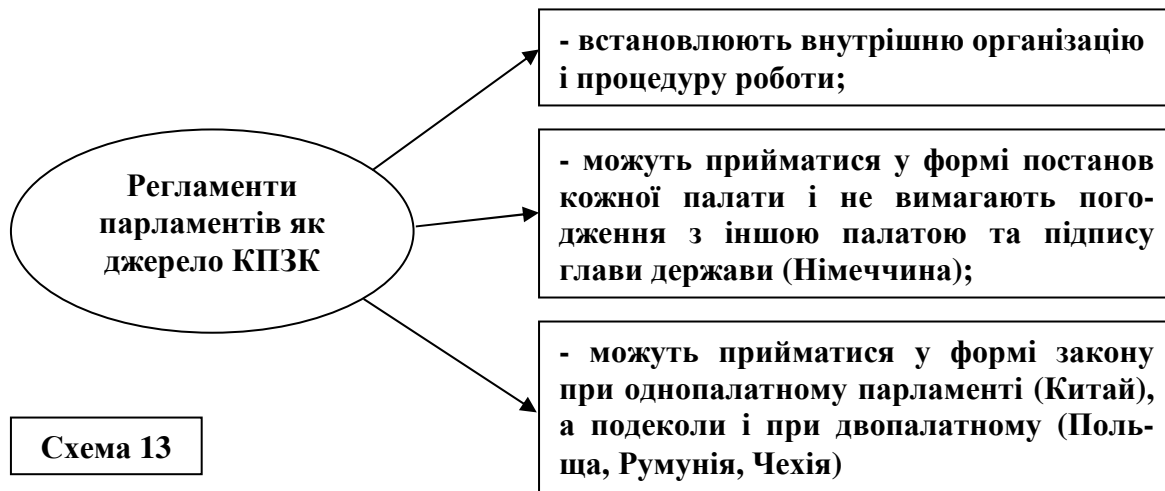 - встановлюють внутрішню організацію
і процедуру роботи;
Регламенти
парламентів як
джерело КПЗК
- можуть прийматися у формі постанов
кожної палати і не вимагають пого-
дження з іншою палатою та підпису
глави держави (Німеччина);
- можуть прийматися у формі закону
при однопалатному парламенті (Китай),
а подеколи і при двопалатному (Поль-
ща, Румунія, Чехія)
Схема 13